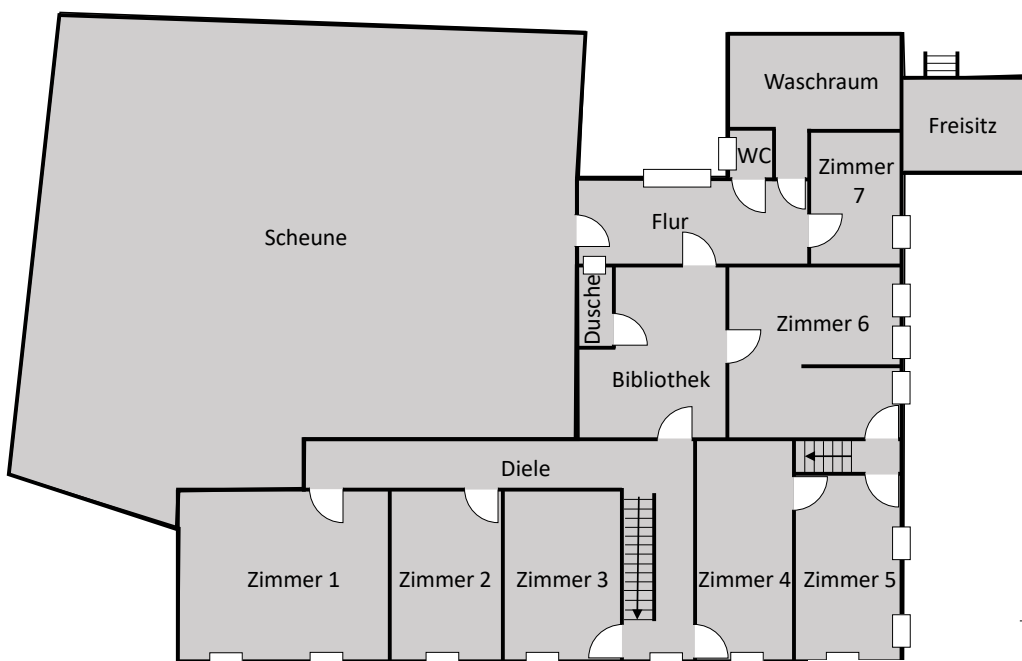 Waschraum
Freisitz
WC
Zimmer
7
Scheune
Flur
Dusche
Zimmer 6
Bibliothek
Diele
Zimmer 1
Zimmer 2
Zimmer 3
Zimmer 4
Zimmer 5